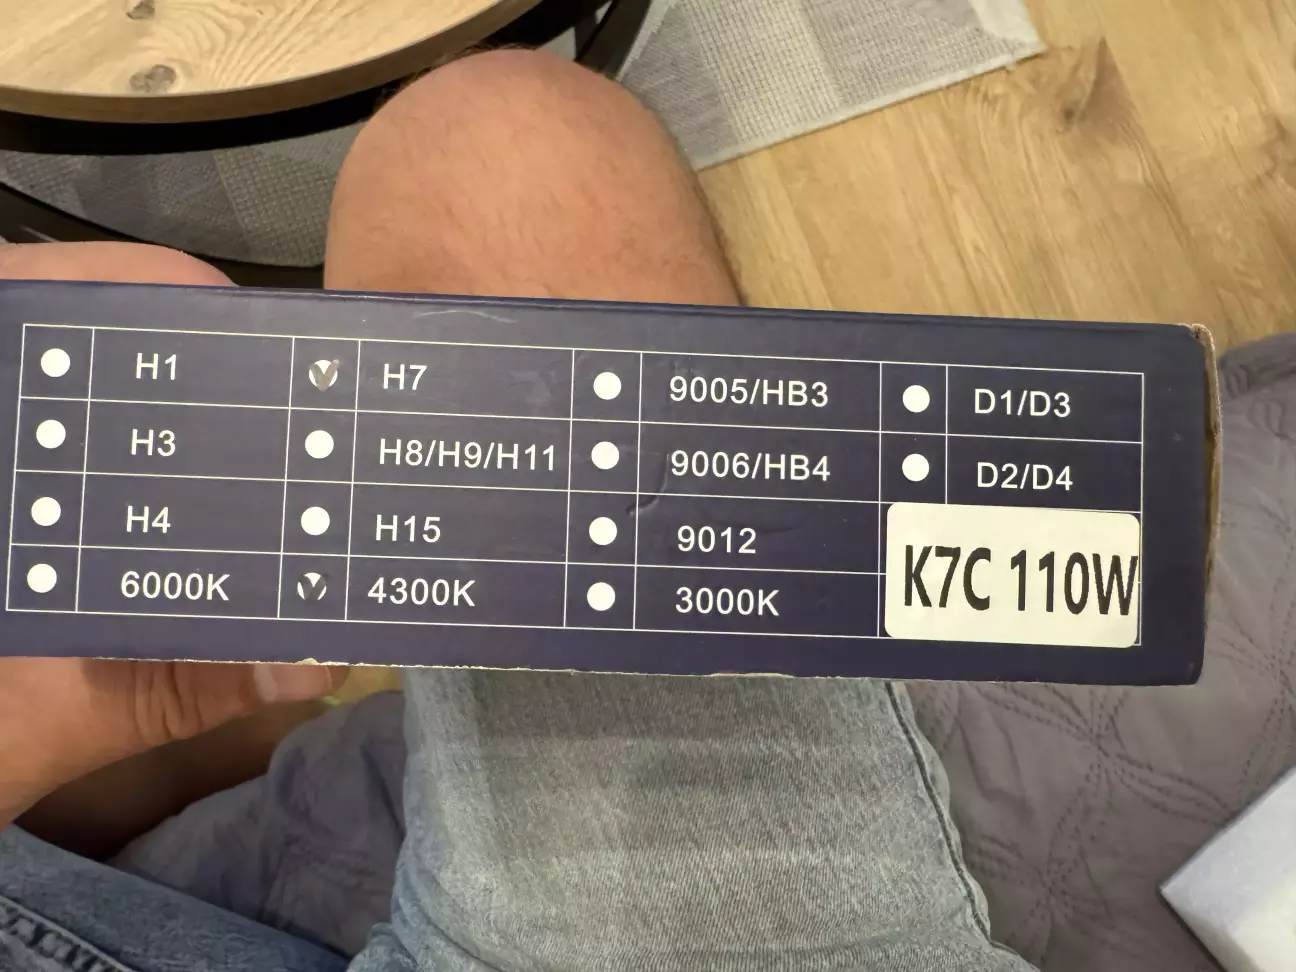 H1 H7 9005/HB3 D1/D3
H3 H8/H9/H11 9006/HB4 D2/D4
H4 H15 9012
6000K 4300K 3000K
K7C 110W